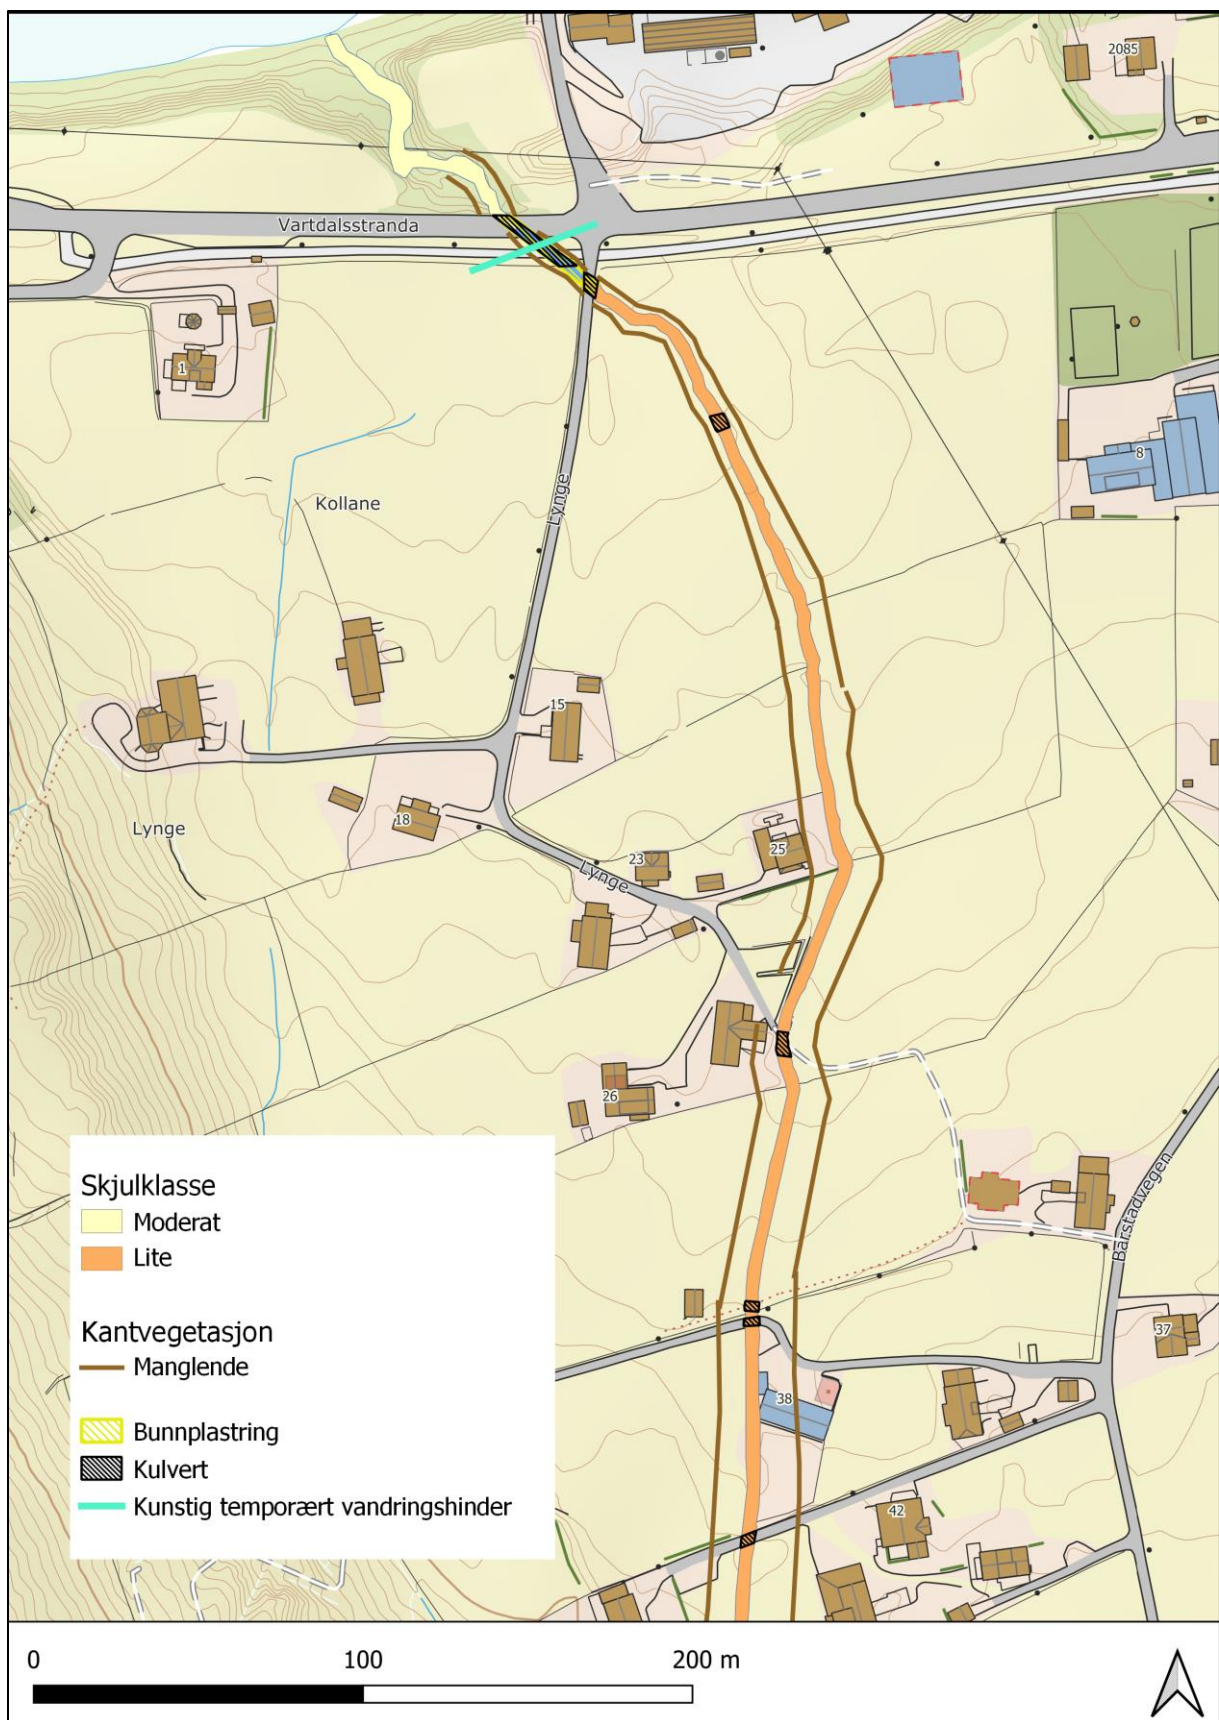 2085
Vartdalsstranda
1
8
Kollane
Lynge
15
18
Lynge
23
Lynge
25
26
Barstadvegen
37
38
42
Skjulklasse
Moderat
Lite
Kantvegetasjon
Manglende
Bunnplastring
Kulvert
Kunstig temporært vandringshinder
0 100 200 m